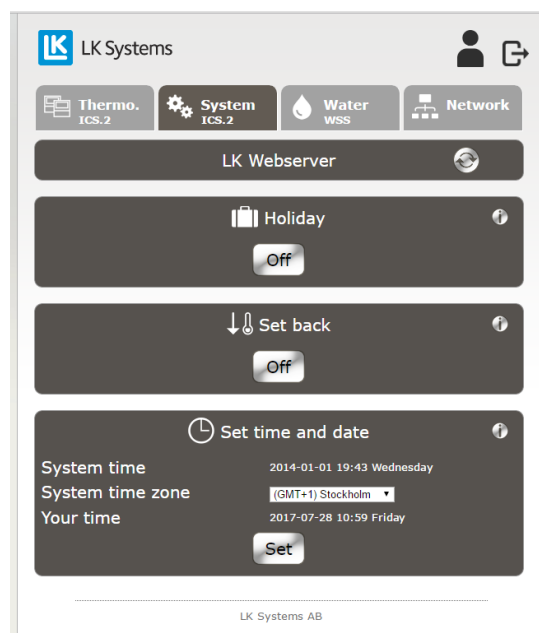 LK LK Systems
Thermo. System Water Network
ICS.2 ICS.2 WSS
LK Webserver
Holiday
Off
Set back
Off
Set time and date
System time 2014-01-01 19:43 Wednesday
System time zone (GMT+1) Stockholm
Your time 2017-07-28 10:59 Friday
Set
LK Systems AB